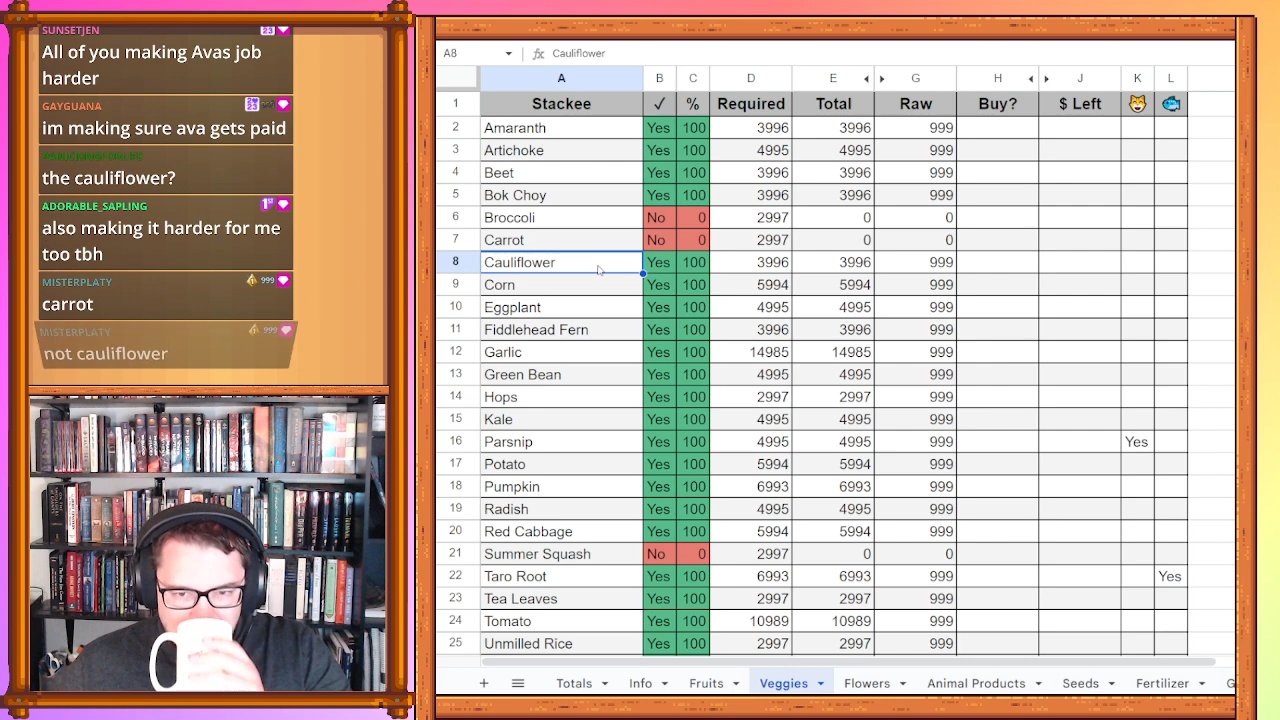 SUNSETJEN 23
All of you making Avas job
harder
GAYGUANA
im making sure ava gets paid
the cauliflower?
ADORABLE_SAPLING 1st
also making it harder for me
too tbh
MISTERPLATY 999
carrot
MISTERPLATY 999
not cauliflower
A8 fx Cauliflower
A B C D E G H J K L
1 Stackee ✓ % Required Total Raw Buy? $ Left
2 Amaranth Yes 100 3996 3996 999
3 Artichoke Yes 100 4995 4995 999
4 Beet Yes 100 3996 3996 999
5 Bok Choy Yes 100 3996 3996 999
6 Broccoli No 0 2997 0 0
7 Carrot No 0 2997 0 0
8 Cauliflower Yes 100 3996 3996 999
9 Corn Yes 100 5994 5994 999
10 Eggplant Yes 100 4995 4995 999
11 Fiddlehead Fern Yes 100 3996 3996 999
12 Garlic Yes 100 14985 14985 999
13 Green Bean Yes 100 4995 4995 999
14 Hops Yes 100 2997 2997 999
15 Kale Yes 100 4995 4995 999
16 Parsnip Yes 100 4995 4995 999 Yes
17 Potato Yes 100 5994 5994 999
18 Pumpkin Yes 100 6993 6993 999
19 Radish Yes 100 4995 4995 999
20 Red Cabbage Yes 100 5994 5994 999
21 Summer Squash No 0 2997 0 0
22 Taro Root Yes 100 6993 6993 999 Yes
23 Tea Leaves Yes 100 2997 2997 999
24 Tomato Yes 100 10989 10989 999
25 Unmilled Rice Yes 100 2997 2997 999
+ Totals Info Fruits Veggies Flowers Animal Products Seeds Fertilizer G